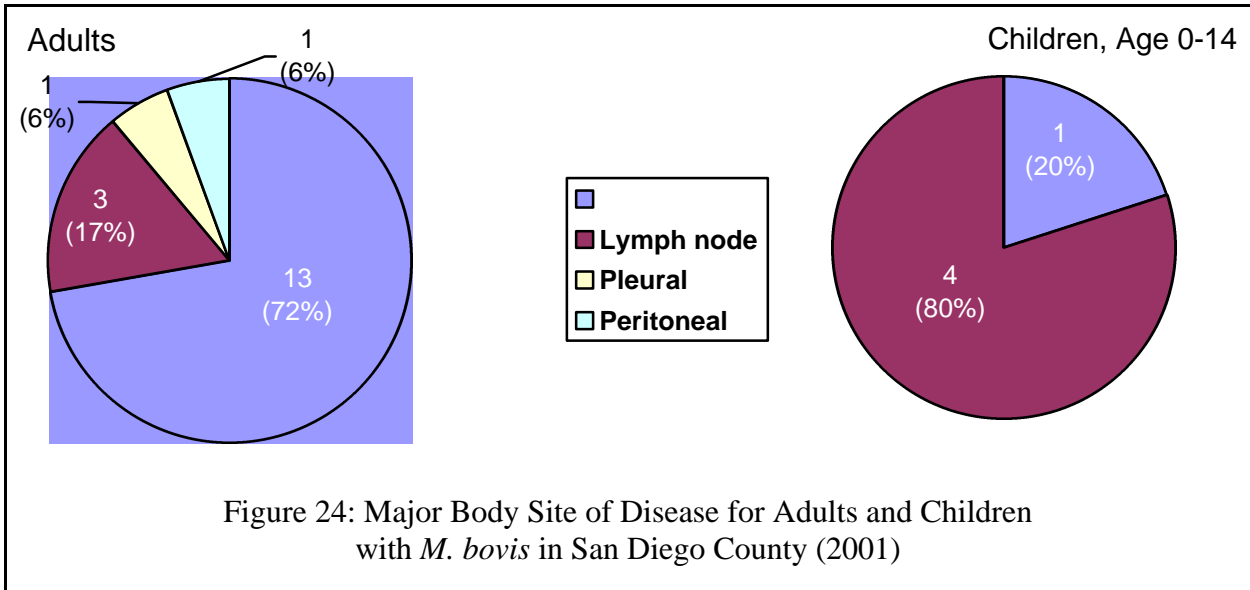 Adults
1
(6%)
1
(6%)
3
(17%)
13
(72%)
Lymph node
Pleural
Peritoneal
Children, Age 0-14
1
(20%)
4
(80%)
Figure 24: Major Body Site of Disease for Adults and Children
with M. bovis in San Diego County (2001)